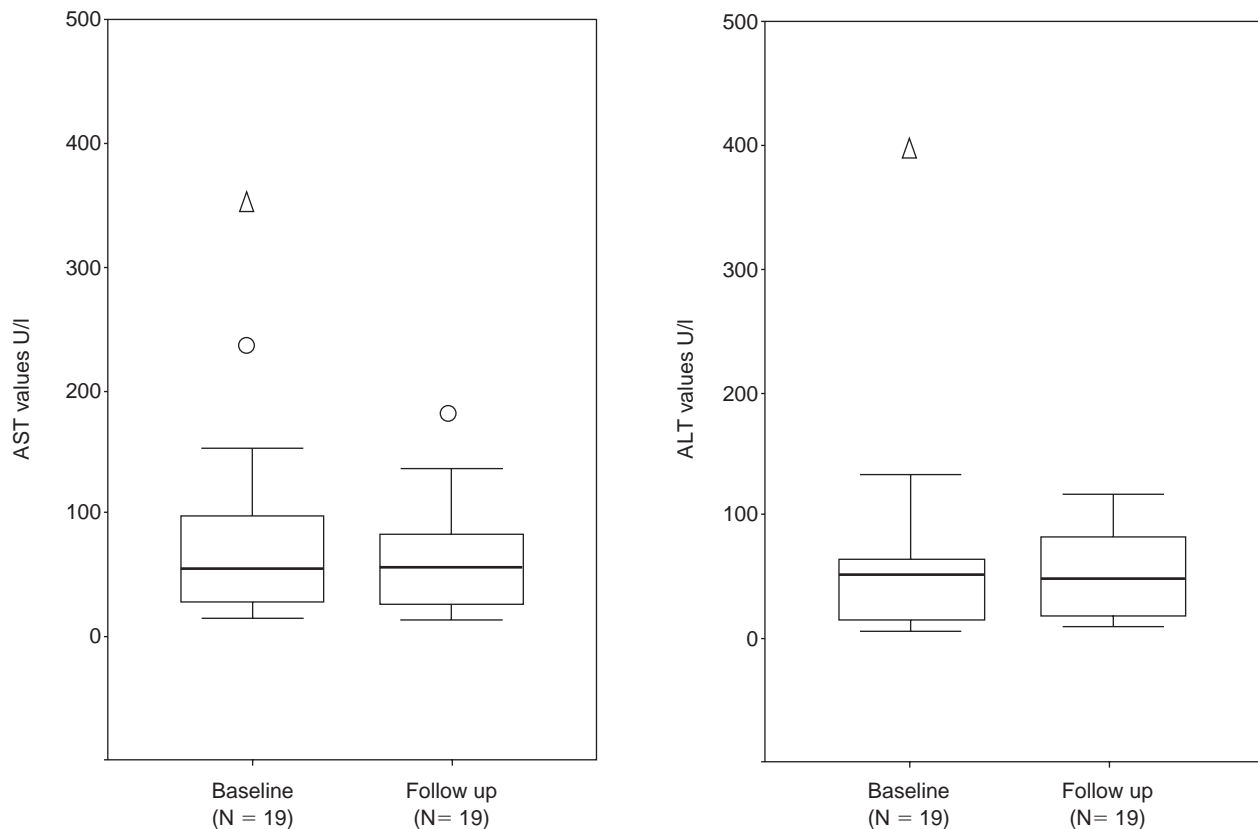 500
400
300
200
100
0
AST values U/l
Baseline
(N = 19)
Follow up
(N= 19)
500
400
300
200
100
0
ALT values U/l
Baseline
(N = 19)
Follow up
(N= 19)